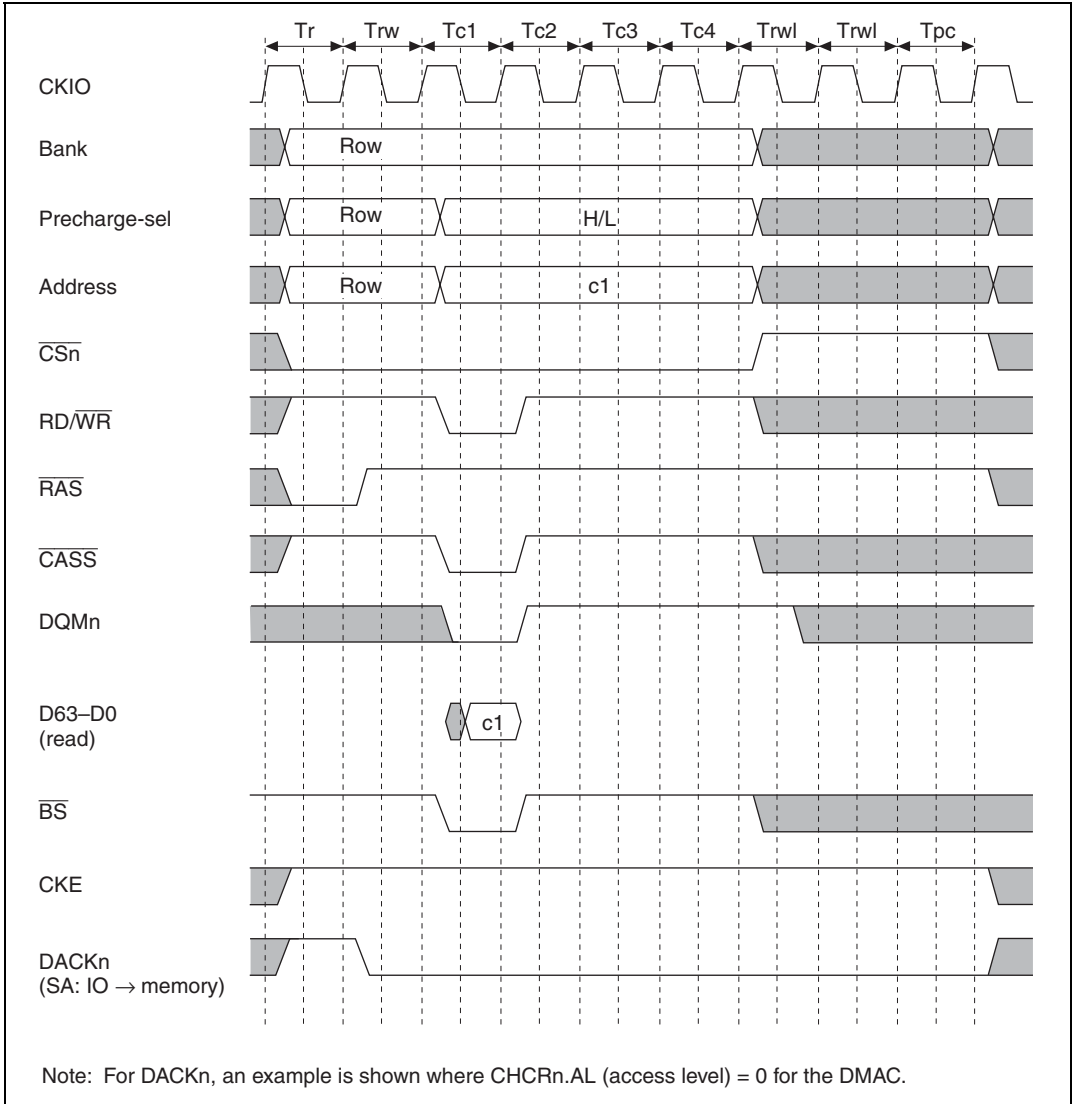 Tr Trw Tc1 Tc2 Tc3 Tc4 Trwl Trwl Tpc
CKIO
Bank Row
Precharge-sel Row H/L
Address Row c1
CSn
RD/WR
RAS
CASS
DQMn
D63–D0
(read)
c1
BS
CKE
DACKn
(SA: IO → memory)
Note: For DACKn, an example is shown where CHCRn.AL (access level) = 0 for the DMAC.